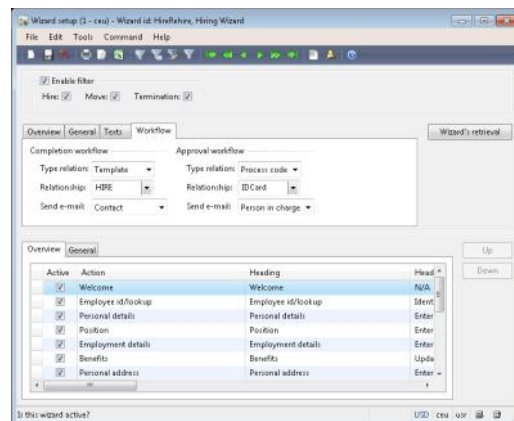 Wizard setup (1 - ceu) - Wizard id: HireRehire, Hiring Wizard
File Edit Tools Command Help
Enable filter
Hire: Move: Termination:
Overview General Texts Workflow
Wizard's retrieval
Completion workflow Approval workflow
Type relation: Template Type relation: Process code
Relationship: HIRE Relationship: IDCard
Send e-mail: Contact Send e-mail: Person in charge
Overview General
Up
Down
Active Action Heading Head
Welcome Welcome N/A
Employee id/lookup Employee id/lookup Ident
Personal details Personal details Enter
Position Position Enter
Employment details Employment details Enter
Benefits Benefits Upda
Personal address Personal address Enter
Is this wizard active? USD ceu usr